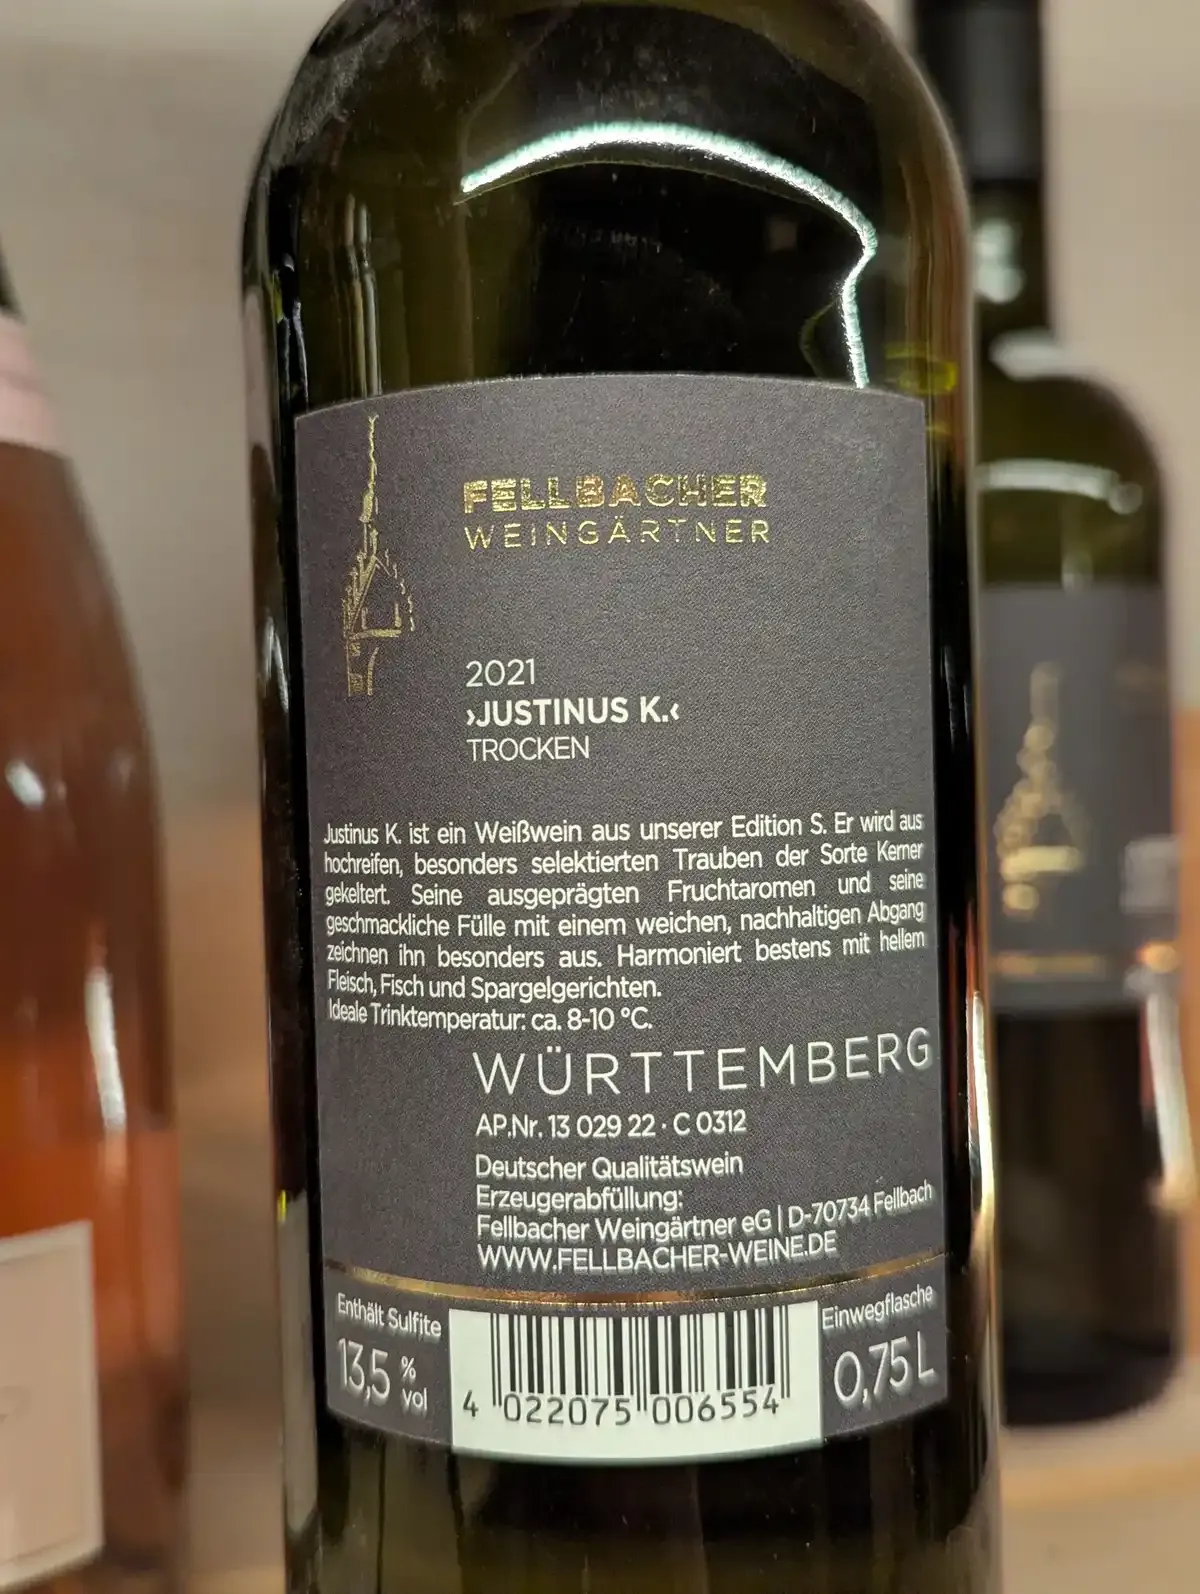 FELLBACHER
WEINGÄRTNER
2021
›JUSTINUS K.‹
TROCKEN
Justinus K. ist ein Weißwein aus unserer Edition S. Er wird aus
hochreifen, besonders selektierten Trauben der Sorte Kerner
gekeltert. Seine ausgeprägten Fruchtaromen und seine
geschmackliche Fülle mit einem weichen, nachhaltigen Abgang
zeichnen ihn besonders aus. Harmoniert bestens mit hellem
Fleisch, Fisch und Spargelgerichten.
Ideale Trinktemperatur: ca. 8-10 °C.
WÜRTTEMBERG
AP.Nr. 13 029 22 · C 0312
Deutscher Qualitätswein
Erzeugerabfüllung:
Fellbacher Weingärtner eG | D-70734 Fellbach
WWW.FELLBACHER-WEINE.DE
Enthält Sulfite
13,5 % vol
4 022075 006554
Einwegflasche
0,75 L